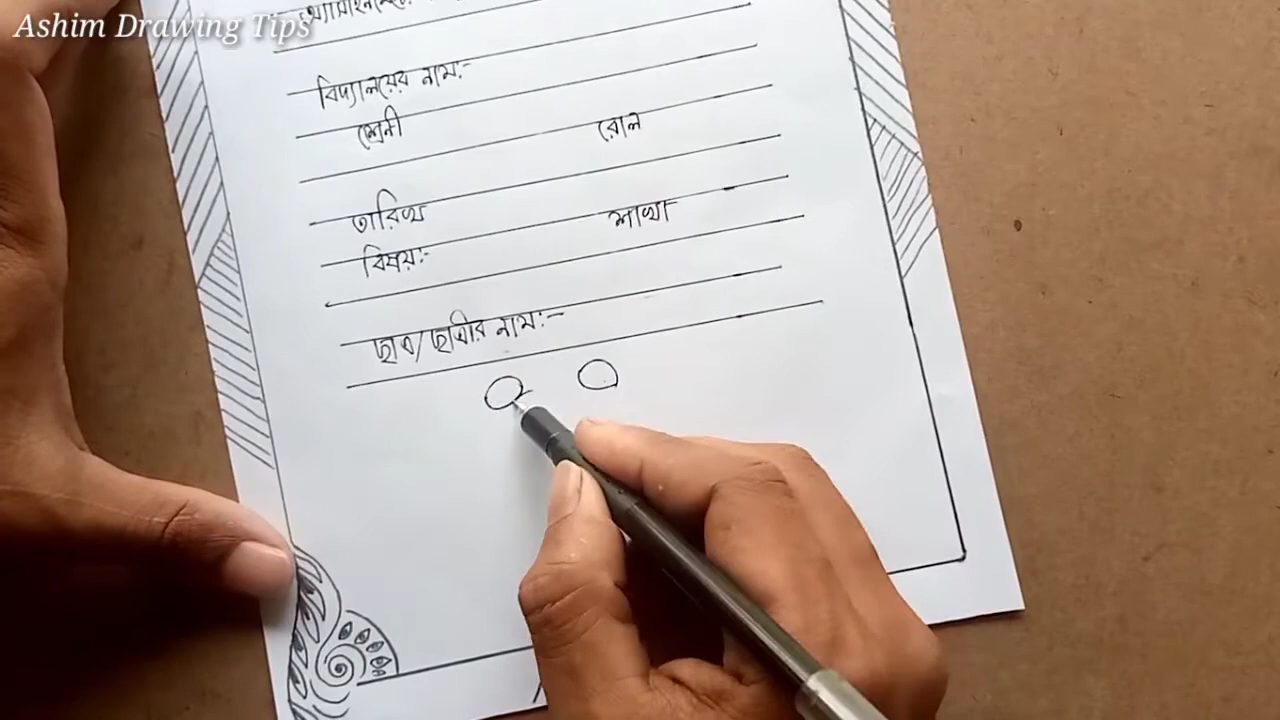 Ashim Drawing Tips
বিদ্যালয়ের নাম:-
শ্রেনী রোল
তারিখ শাখা
বিষয়:-
ছাত্র/ছাত্রীর নাম:-